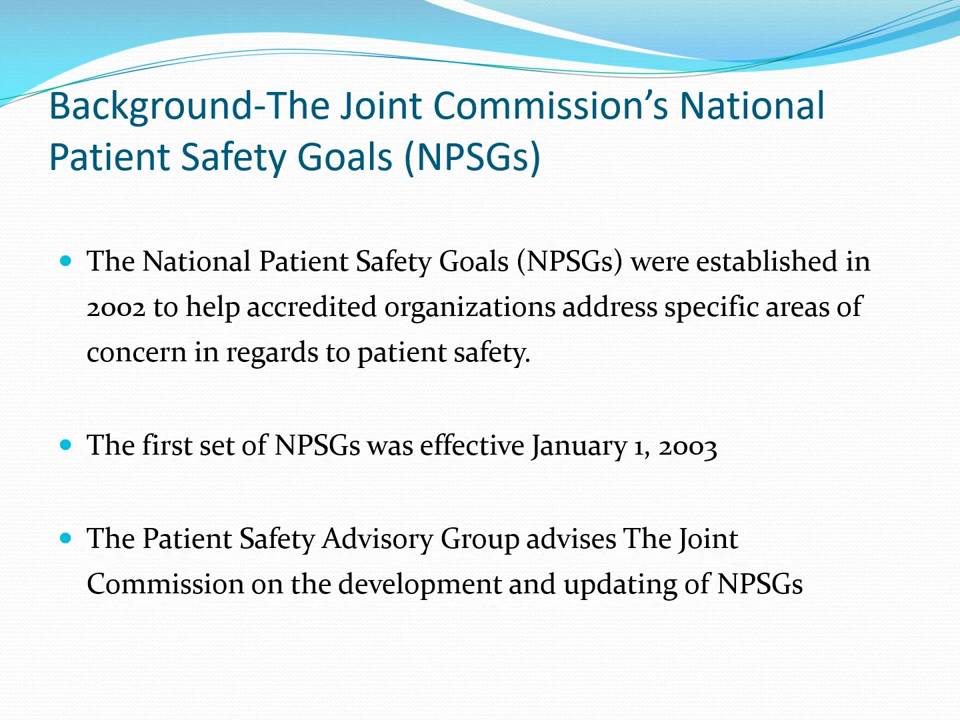 Background-The Joint Commission’s National
Patient Safety Goals (NPSGs)
• The National Patient Safety Goals (NPSGs) were established in
2002 to help accredited organizations address specific areas of
concern in regards to patient safety.
• The first set of NPSGs was effective January 1, 2003
• The Patient Safety Advisory Group advises The Joint
Commission on the development and updating of NPSGs